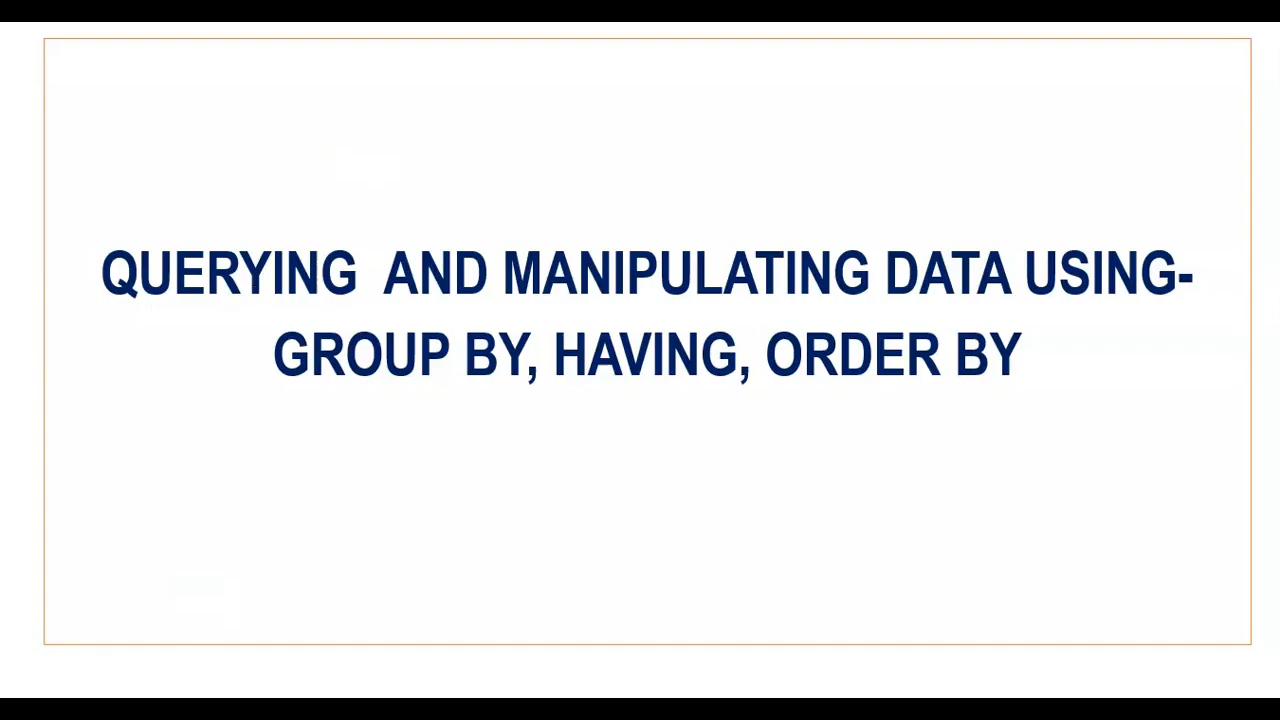 QUERYING  AND MANIPULATING DATA USING-
GROUP BY, HAVING, ORDER BY